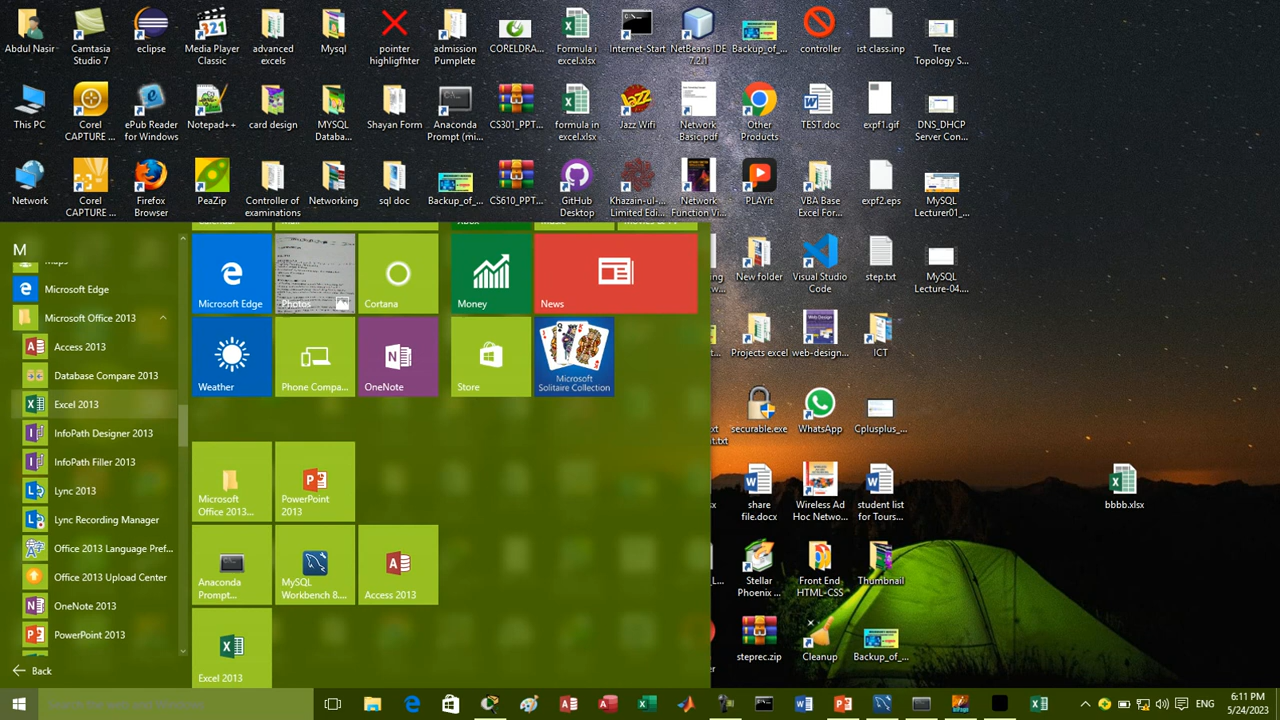 Abdul Na...
Camtasia
Studio 7
eclipse
Media Player
Classic
advanced
excels
Mysql
pointer
highligfhter
admission
Pumplete
CORELDRA...
Formula i
excel.xlsx
Internet-Start
NetBeans IDE
7.2.1
Backup_of_...
controller
ist class.inp
Tree
Topology S...
This PC
Corel
CAPTURE ...
ePub Reader
for Windows
Notepad++
card design
MYSQL
Databa...
Shayan Form
Anaconda
Prompt (mi...
CS301_PPT...
formula in
excel.xlsx
Jazz Wifi
Network
Basic.pdf
Other
Products
TEST.doc
expf1.gif
DNS_DHCP
Server Con...
Network
Corel
CAPTURE ...
Firefox
Browser
PeaZip
Controller of
examinations
Networking
sql doc
Backup_of_...
CS610_PPT...
GitHub
Desktop
Khazain-ul-...
Limited Edi...
Network
Function Vi...
PLAYit
VBA Base
Excel For...
expf2.eps
MySQL
Lecturer01_...
M
Maps
Microsoft Edge
Microsoft Office 2013
Access 2013
Database Compare 2013
Excel 2013
InfoPath Designer 2013
InfoPath Filler 2013
Lync 2013
Lync Recording Manager
Office 2013 Language Pref...
Office 2013 Upload Center
OneNote 2013
PowerPoint 2013
Back
Microsoft Edge
Photos
Cortana
Money
News
Weather
Phone Compa...
OneNote
Store
Microsoft
Solitaire Collection
Microsoft
Office 2013...
PowerPoint
2013
Anaconda
Prompt...
MySQL
Workbench 8....
Access 2013
Excel 2013
New folder
Visual Studio
Code
step.txt
MySQL
Lecture-04....
Projects excel
web-design...
ICT
securable.exe
WhatsApp
Cplusplus_...
share
file.docx
Wireless Ad
Hoc Netwo...
student list
for Tours...
bbbb.xlsx
Stellar
Phoenix ...
Front End
HTML-CSS
Thumbnail
steprec.zip
Cleanup
Backup_of_...
ENG
6:11 PM
5/24/2023